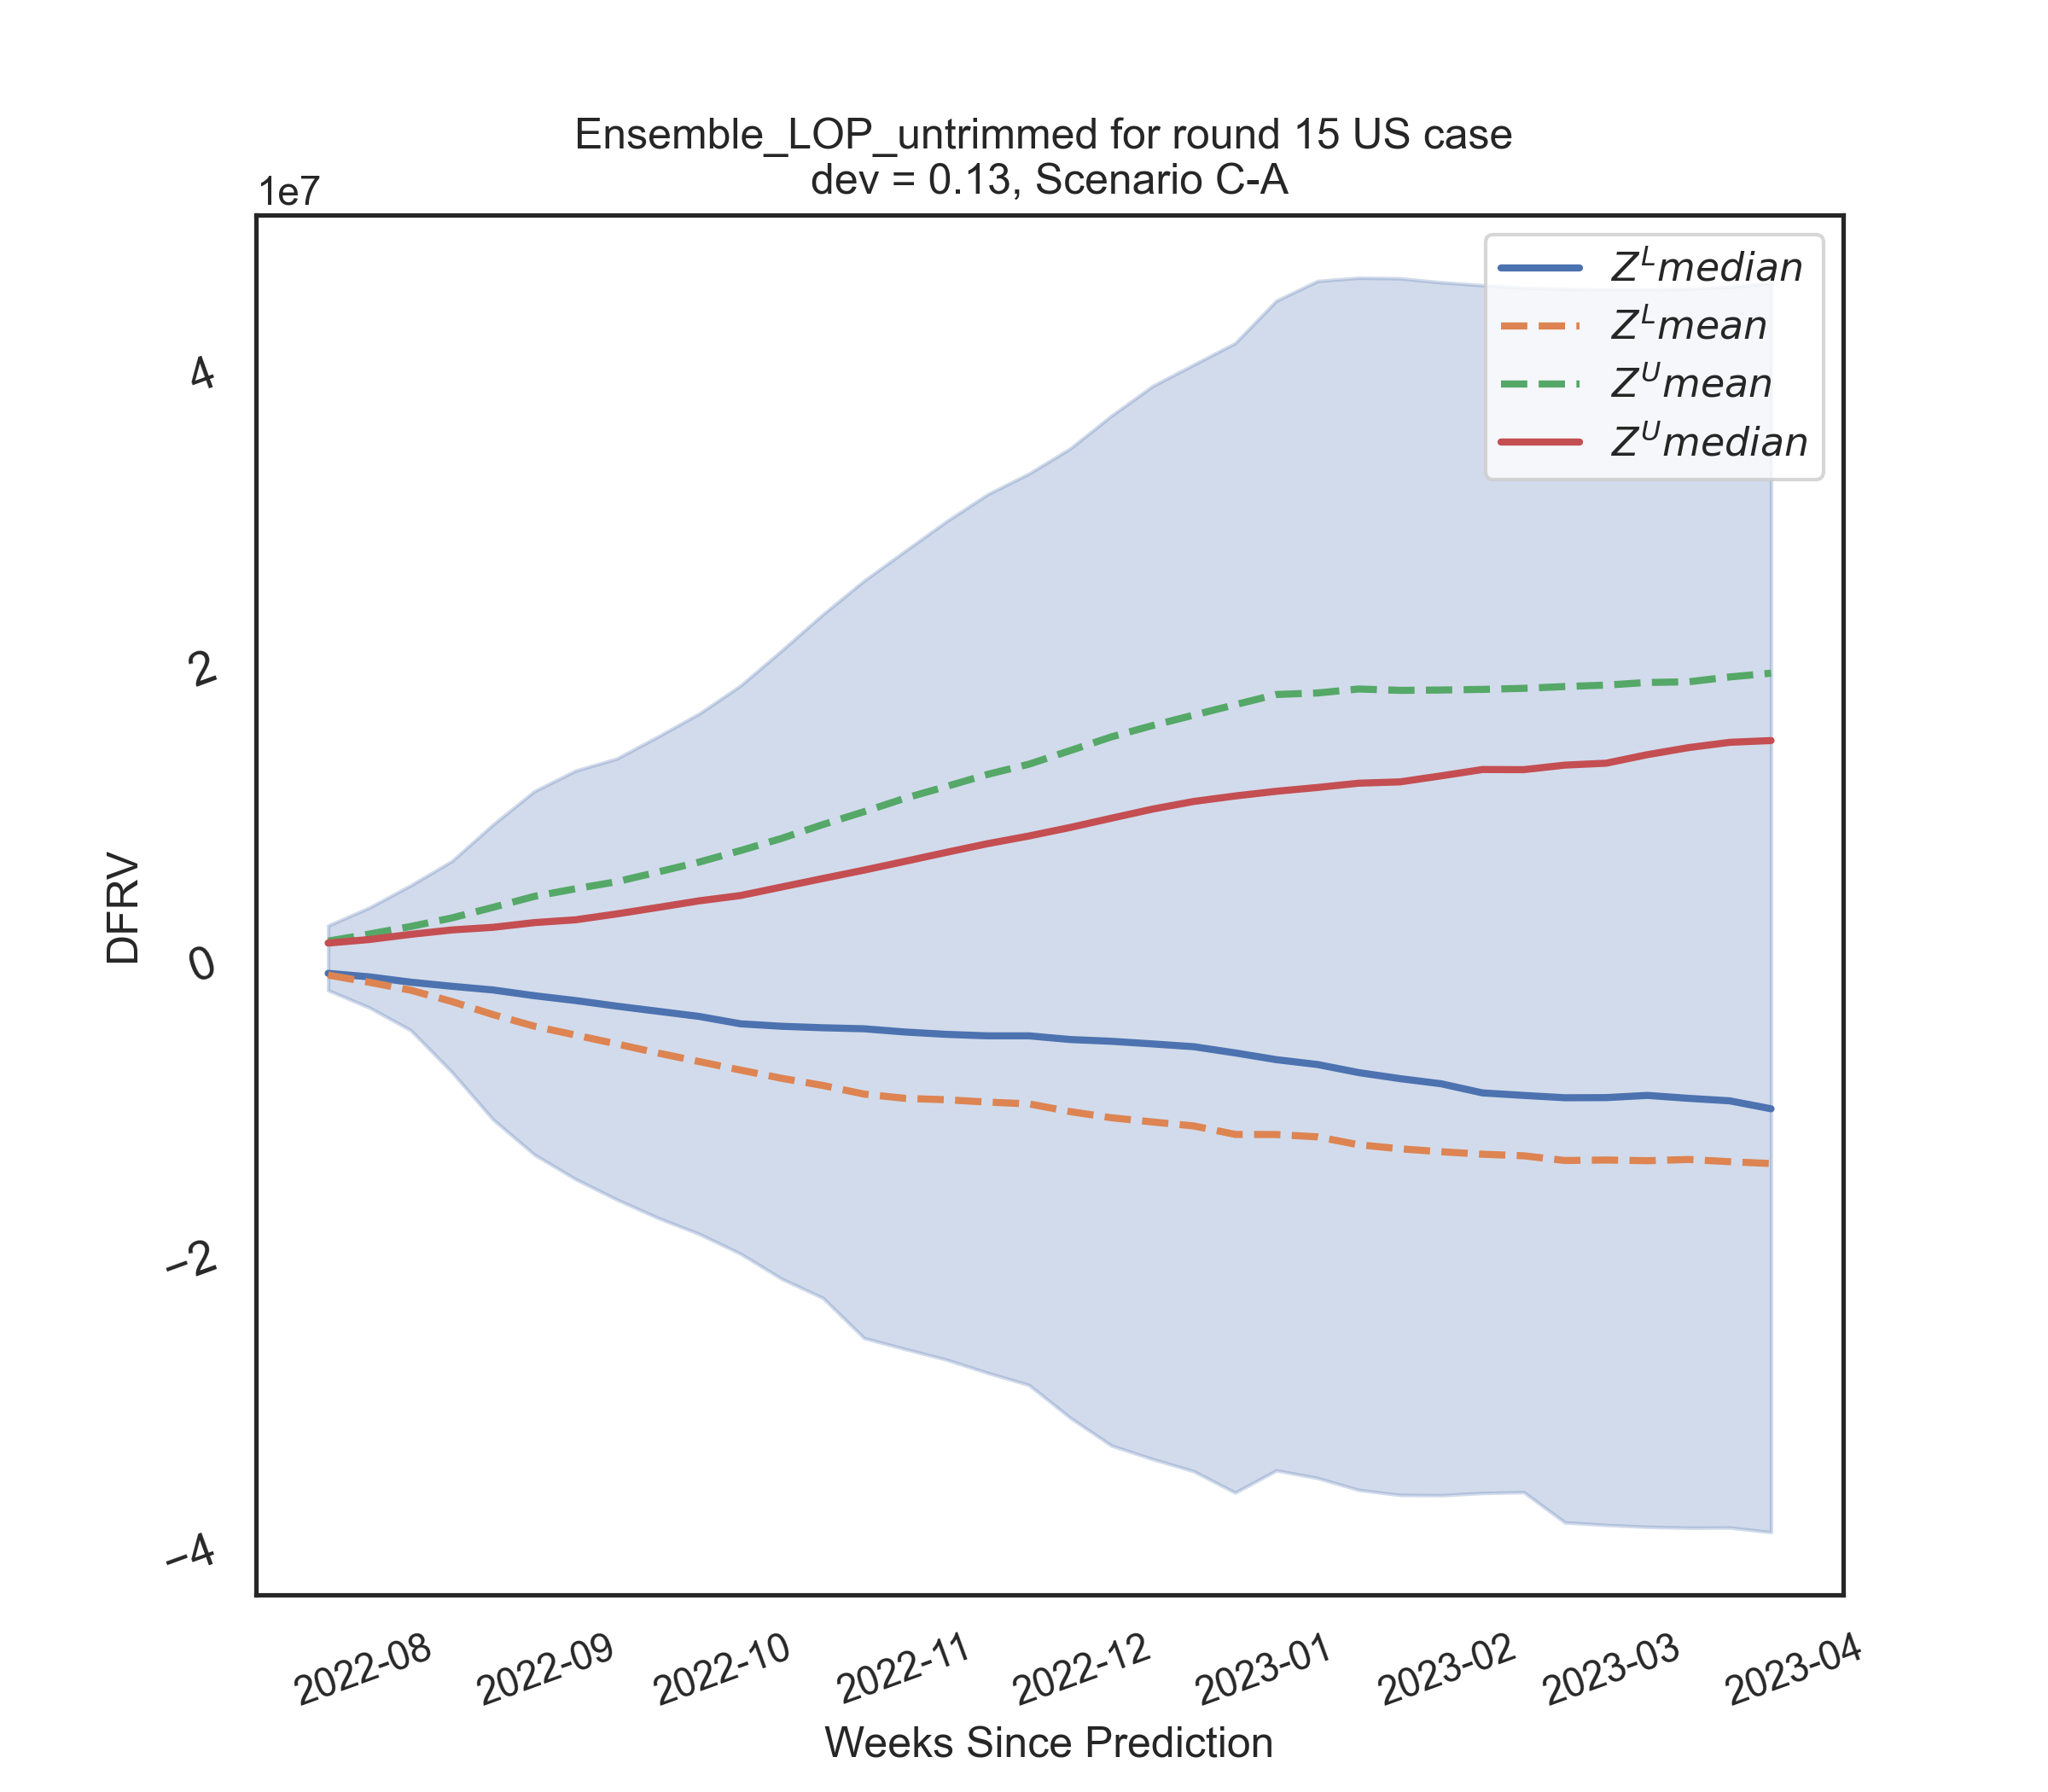 Ensemble_LOP_untrimmed for round 15 US case
dev = 0.13, Scenario C-A
1e7
Z^L median
Z^L mean
Z^U mean
Z^U median
4
2
0
−2
−4
DFRV
2022-08
2022-09
2022-10
2022-11
2022-12
2023-01
2023-02
2023-03
2023-04
Weeks Since Prediction